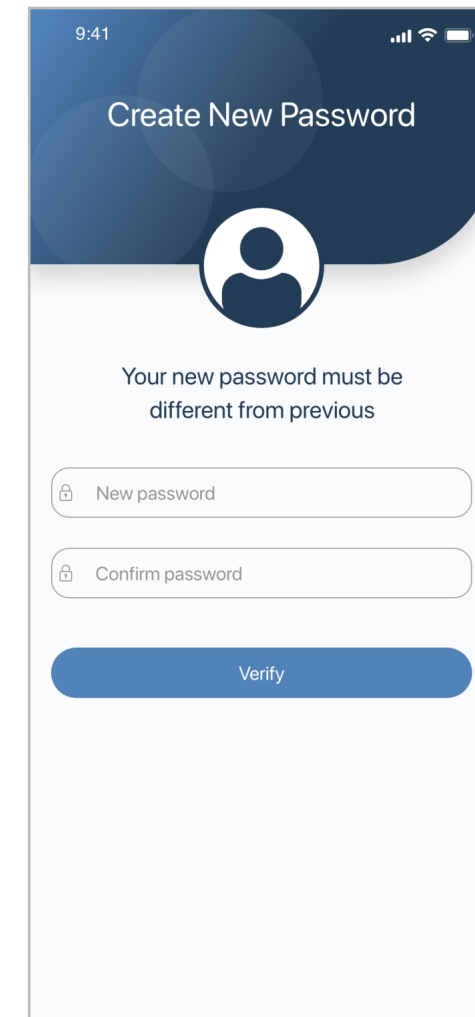 9:41
Create New Password
Your new password must be
different from previous
New password
Confirm password
Verify